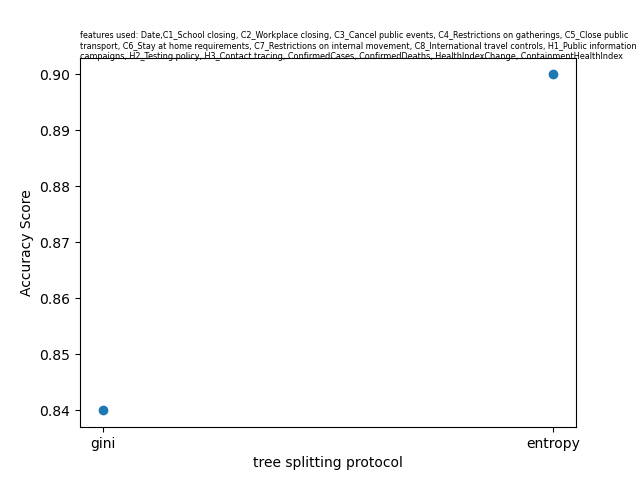 features used: Date,C1_School closing, C2_Workplace closing, C3_Cancel public events, C4_Restrictions on gatherings, C5_Close public
transport, C6_Stay at home requirements, C7_Restrictions on internal movement, C8_International travel controls, H1_Public information
campaigns, H2_Testing policy, H3_Contact tracing, ConfirmedCases, ConfirmedDeaths, HealthIndexChange, ContainmentHealthIndex
0.90
0.89
0.88
0.87
0.86
0.85
0.84
Accuracy Score
gini entropy
tree splitting protocol